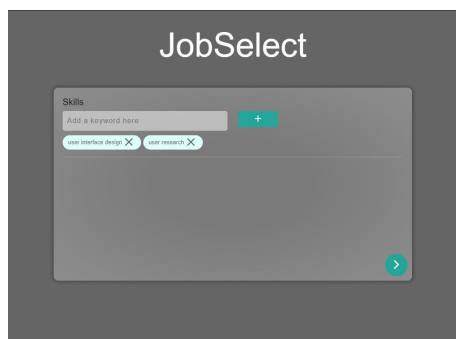 JobSelect
Skills
Add a keyword here
+
user interface design
user research